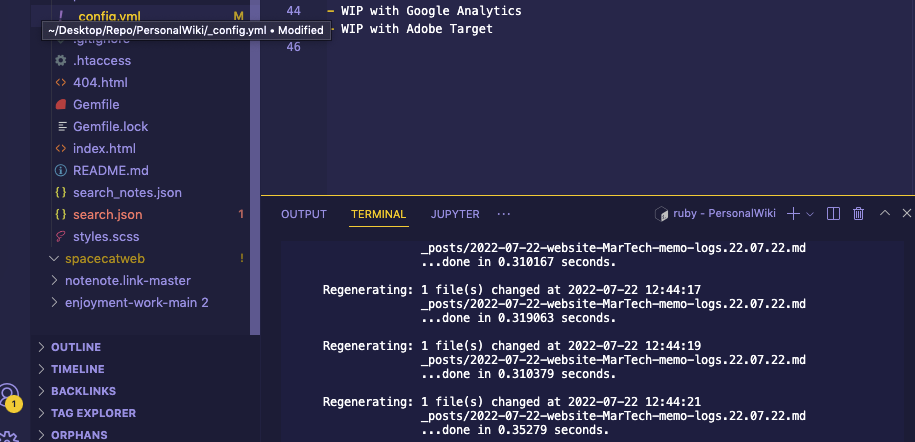 ! _config.yml M
~/Desktop/Repo/PersonalWiki/_config.yml • Modified
.gitignore
.htaccess
<> 404.html
Gemfile
Gemfile.lock
<> index.html
README.md
{} search_notes.json
{} search.json 1
styles.scss
spacecatweb !
notenote.link-master
enjoyment-work-main 2
OUTLINE
TIMELINE
BACKLINKS
TAG EXPLORER
ORPHANS
1
44 – WIP with Google Analytics
- WIP with Adobe Target
46
OUTPUT TERMINAL JUPYTER ··· ruby - PersonalWiki
_posts/2022-07-22-website-MarTech-memo-logs.22.07.22.md
...done in 0.310167 seconds.
Regenerating: 1 file(s) changed at 2022-07-22 12:44:17
_posts/2022-07-22-website-MarTech-memo-logs.22.07.22.md
...done in 0.319063 seconds.
Regenerating: 1 file(s) changed at 2022-07-22 12:44:19
_posts/2022-07-22-website-MarTech-memo-logs.22.07.22.md
...done in 0.310379 seconds.
Regenerating: 1 file(s) changed at 2022-07-22 12:44:21
_posts/2022-07-22-website-MarTech-memo-logs.22.07.22.md
...done in 0.35279 seconds.